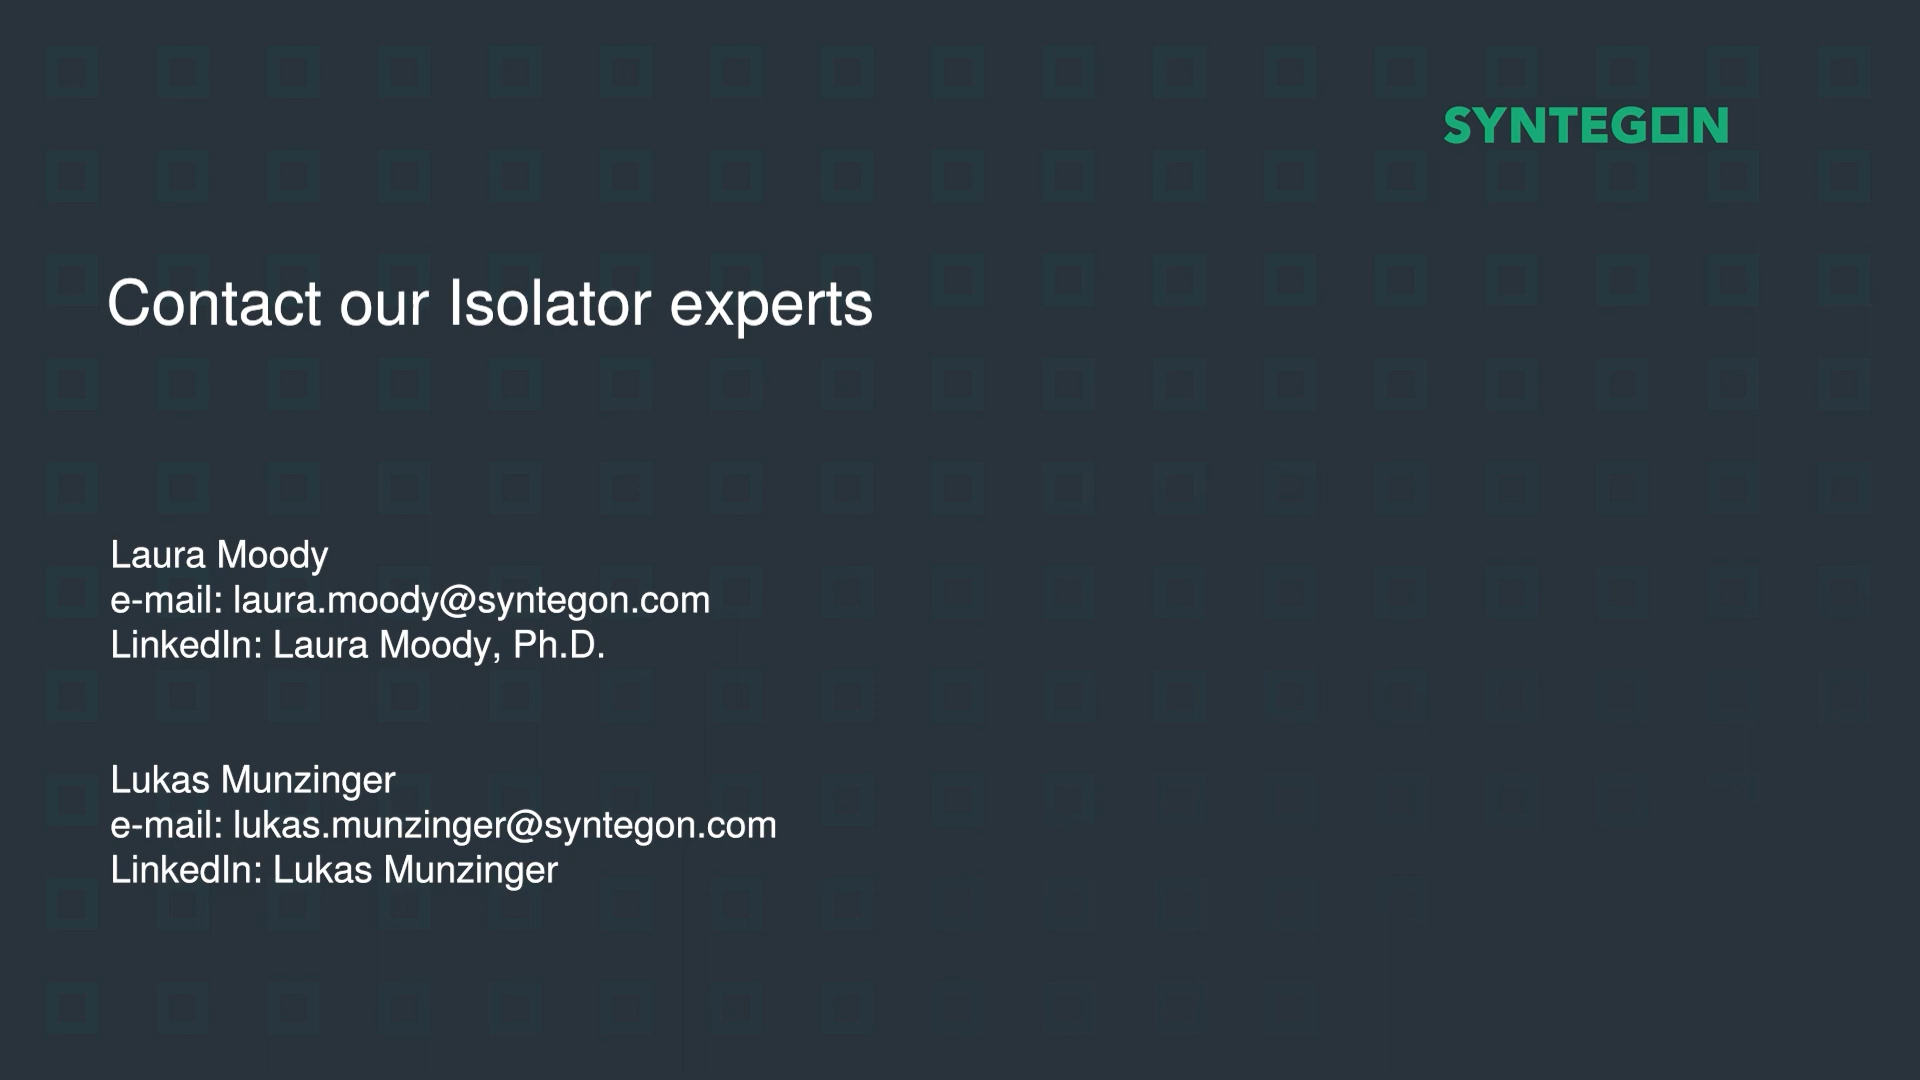 SYNTEGON
Contact our Isolator experts
Laura Moody
e-mail: laura.moody@syntegon.com
LinkedIn: Laura Moody, Ph.D.
Lukas Munzinger
e-mail: lukas.munzinger@syntegon.com
LinkedIn: Lukas Munzinger